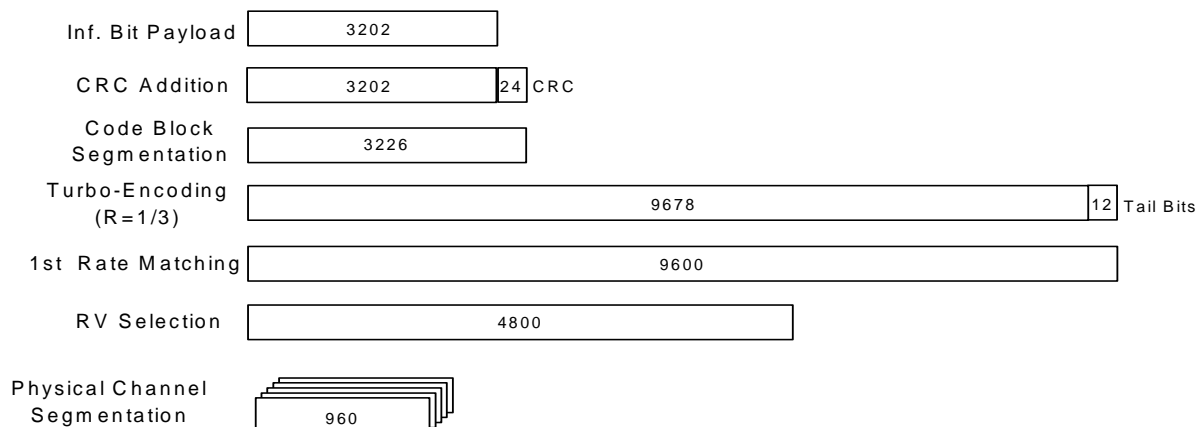 Inf. Bit Payload 3202
CRC Addition 3202 24 CRC
Code Block
Segmentation 3226
Turbo-Encoding
(R=1/3) 9678 12 Tail Bits
1st Rate Matching 9600
RV Selection 4800
Physical Channel
Segmentation 960